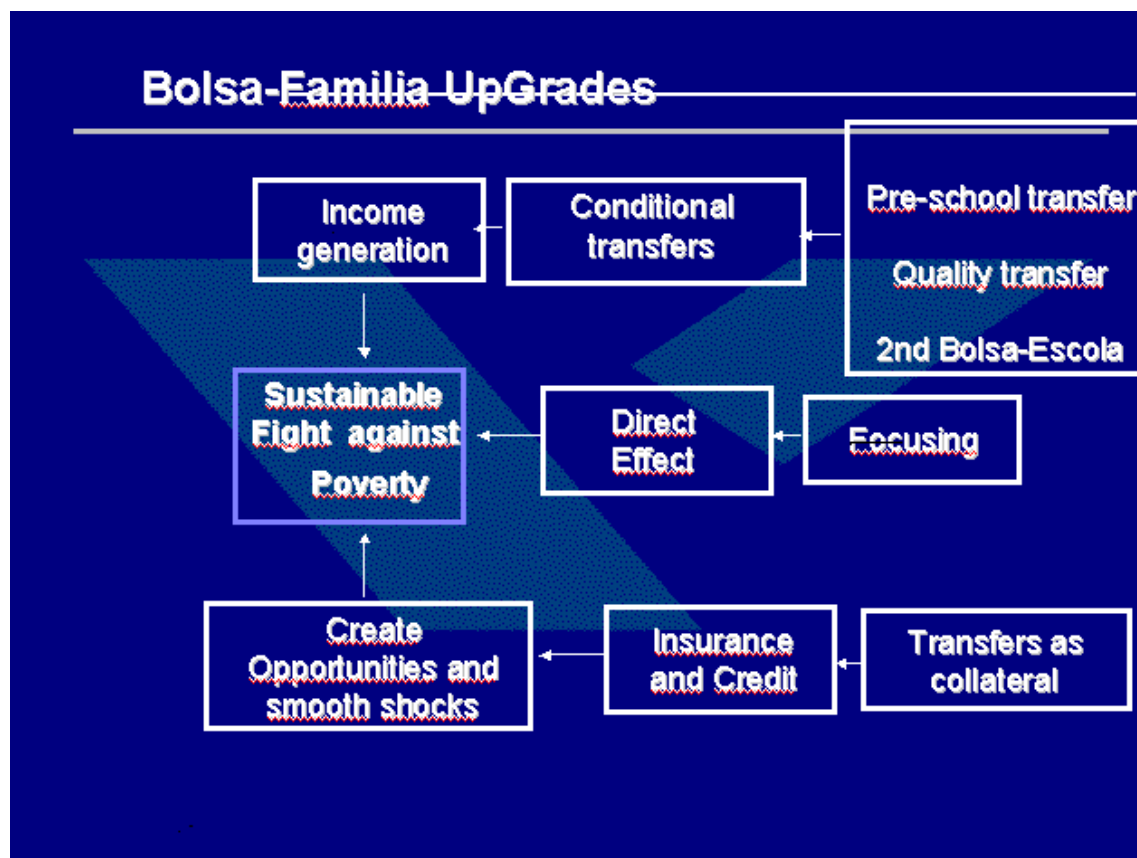 Bolsa-Familia UpGrades
Income
generation
Conditional
transfers
Pre-school transfer
Quality transfer
2nd Bolsa-Escola
Sustainable
Fight against
Poverty
Direct
Effect
Focusing
Create
Opportunities and
smooth shocks
Insurance
and Credit
Transfers as
collateral